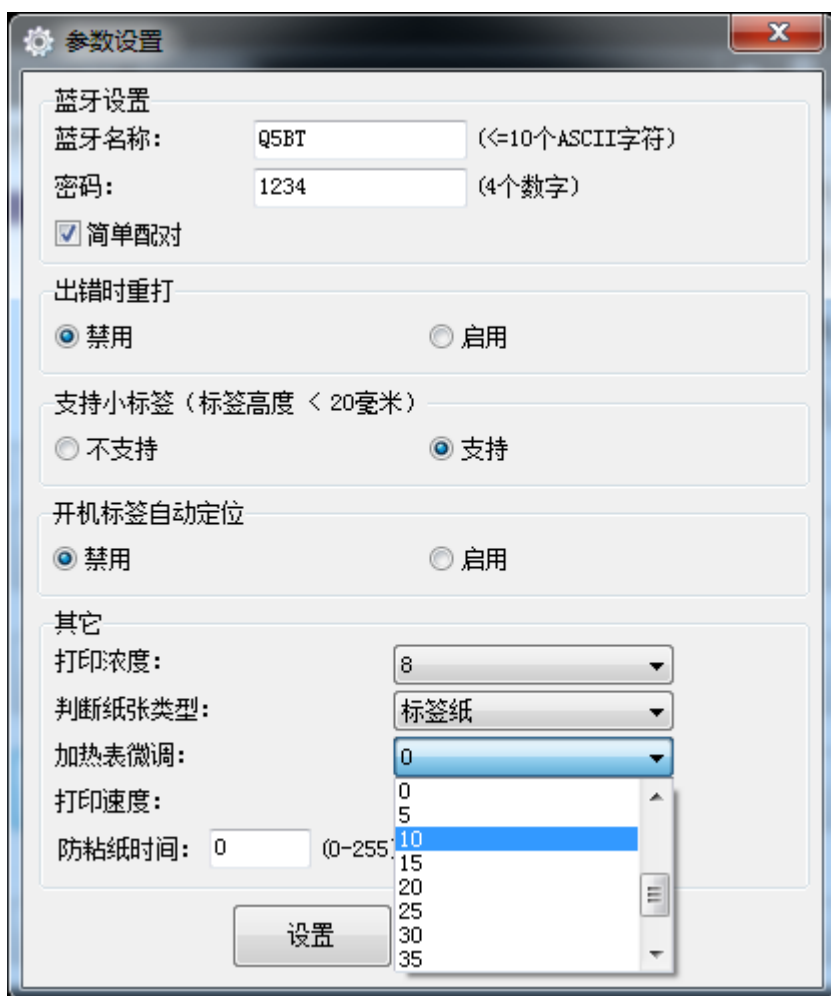 参数设置
蓝牙设置
蓝牙名称: Q5BT (<=10个ASCII字符)
密码: 1234 (4个数字)
简单配对
出错时重打
禁用 启用
支持小标签（标签高度 < 20毫米）
不支持 支持
开机标签自动定位
禁用 启用
其它
打印浓度: 8
判断纸张类型: 标签纸
加热表微调: 0
打印速度:
防粘纸时间: 0 (0-255)
0
5
10
15
20
25
30
35
设置